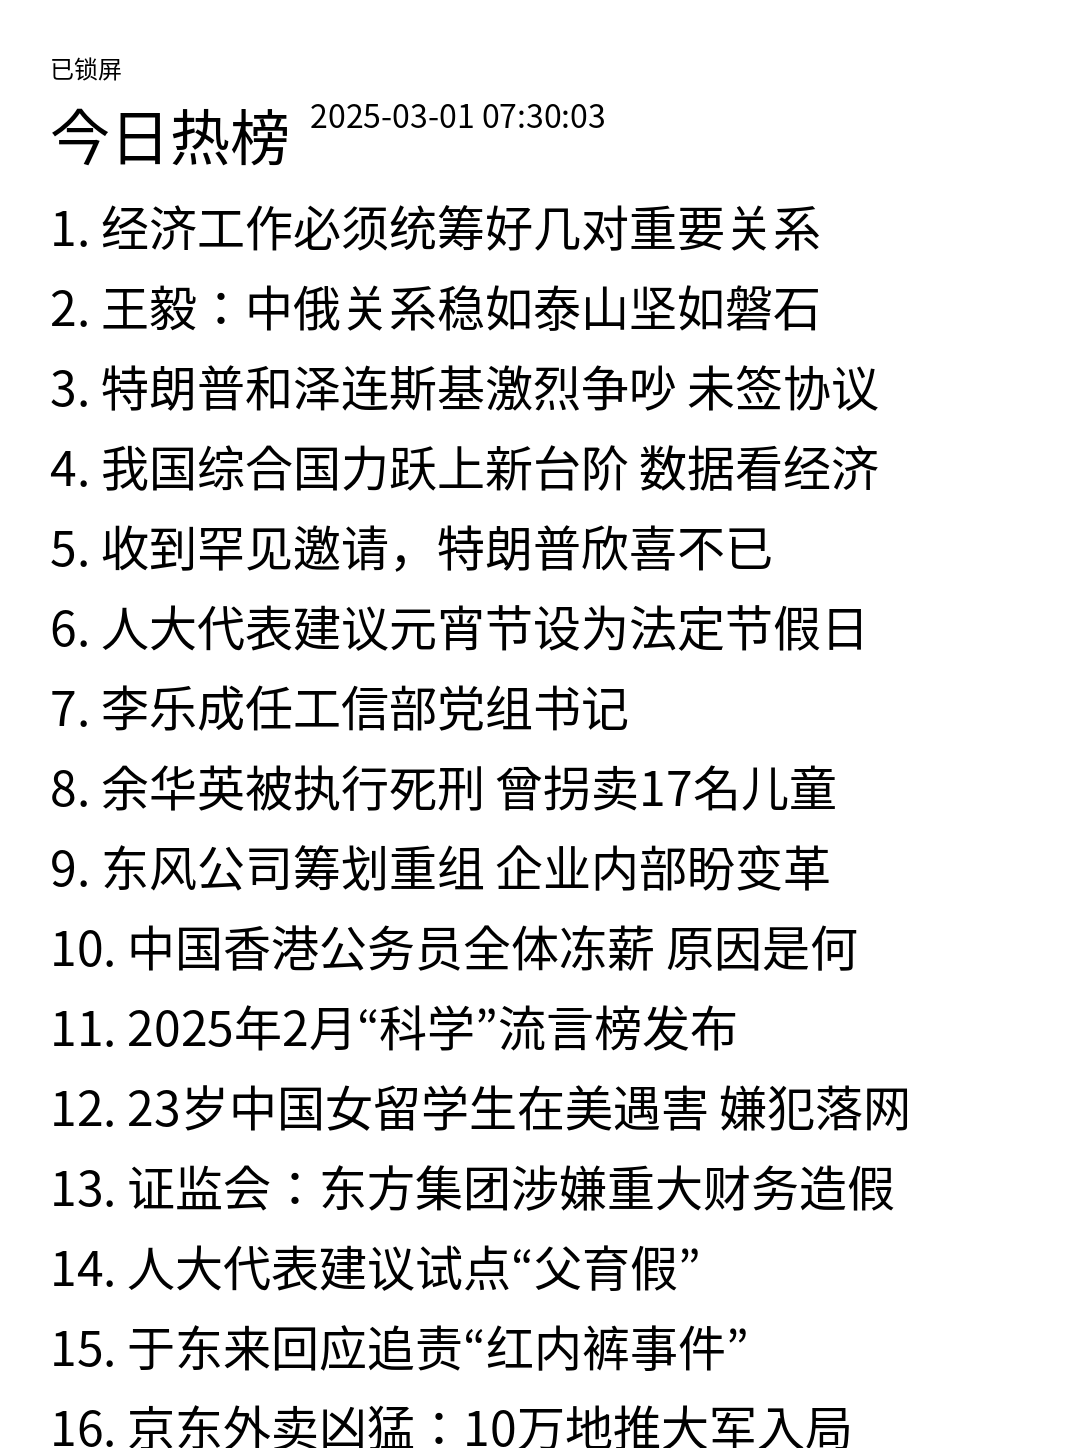 已锁屏
今日热榜 2025-03-01 07:30:03
1. 经济工作必须统筹好几对重要关系
2. 王毅：中俄关系稳如泰山坚如磐石
3. 特朗普和泽连斯基激烈争吵 未签协议
4. 我国综合国力跃上新台阶 数据看经济
5. 收到罕见邀请，特朗普欣喜不已
6. 人大代表建议元宵节设为法定节假日
7. 李乐成任工信部党组书记
8. 余华英被执行死刑 曾拐卖17名儿童
9. 东风公司筹划重组 企业内部盼变革
10. 中国香港公务员全体冻薪 原因是何
11. 2025年2月“科学”流言榜发布
12. 23岁中国女留学生在美遇害 嫌犯落网
13. 证监会：东方集团涉嫌重大财务造假
14. 人大代表建议试点“父育假”
15. 于东来回应追责“红内裤事件”
16. 京东外卖凶猛：10万地推大军入局